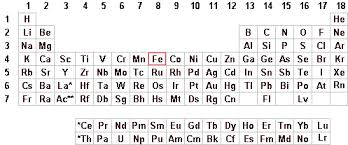 1 2 3 4 5 6 7 8 9 10 11 12 13 14 15 16 17 18
1 H
2 Li Be B C N O F Ne
3 Na Mg Al Si P S Cl Ar
4 K Ca Sc Ti V Cr Mn Fe Co Ni Cu Zn Ga Ge As Se Br Kr
5 Rb Sr Y Zr Nb Mo Tc Ru Rh Pd Ag Cd In Sn Sb Te I Xe
6 Cs Ba La* Hf Ta W Re Os Ir Pt Au Hg Tl Pb Bi Po At Rn
7 Fr Ra Ac** Rf Db Sg Bh Hs Mt Ds Rg Cn Fl Lv
*Ce Pr Nd Pm Sm Eu Gd Tb Dy Ho Er Tm Yb Lu
*Th Pa U Np Pu Am Cm Bk Cf Es Fm Md No Lr